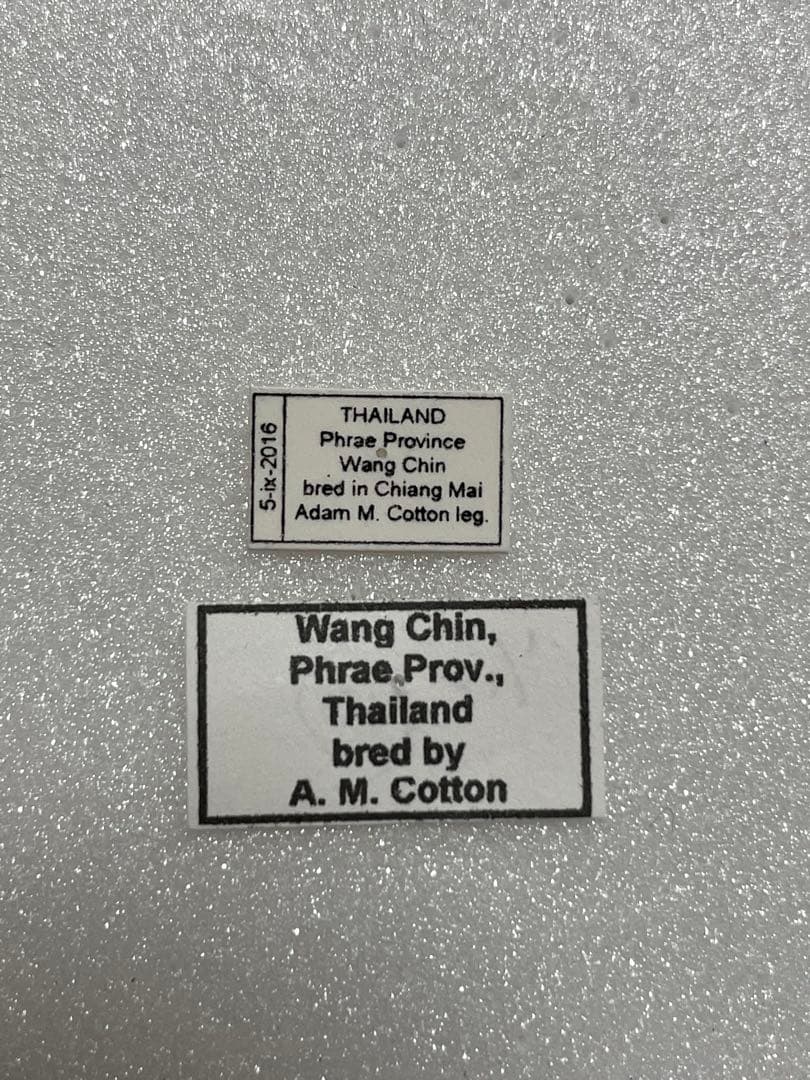 5-ix-2016
THAILAND
Phrae Province
Wang Chin
bred in Chiang Mai
Adam M. Cotton leg.
Wang Chin,
Phrae Prov.,
Thailand
bred by
A. M. Cotton